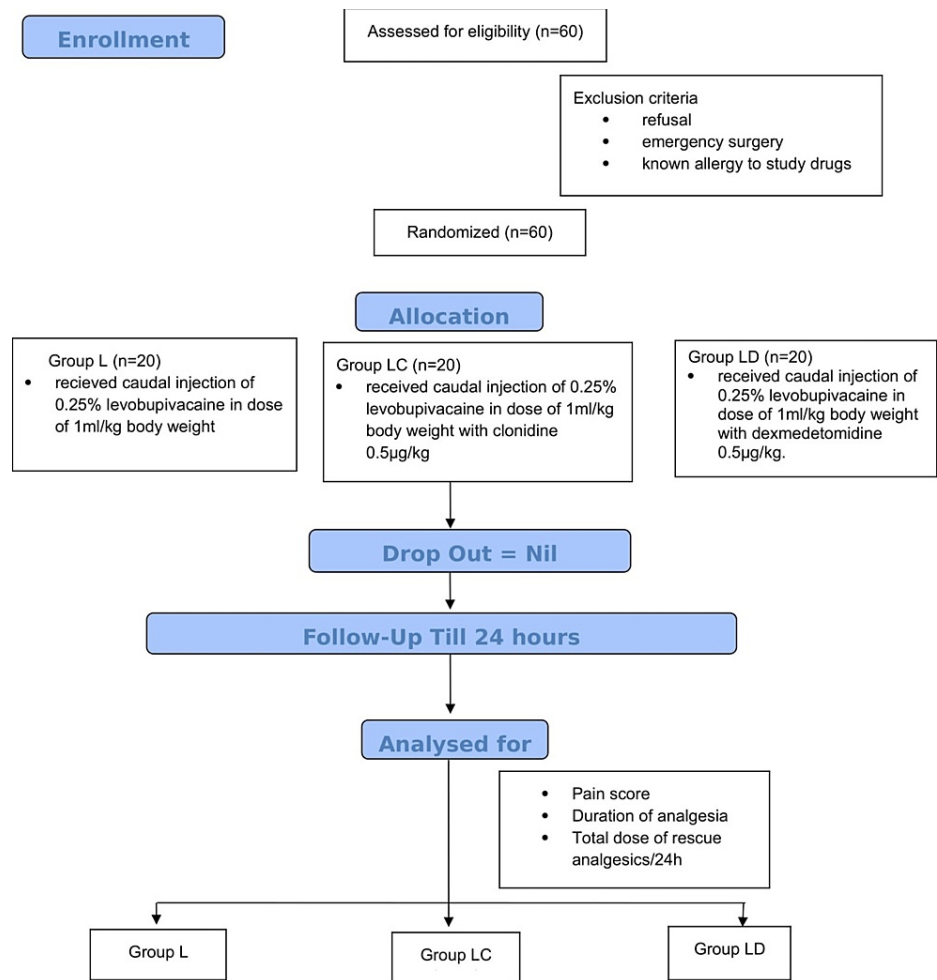 Enrollment
Assessed for eligibility (n=60)
Exclusion criteria
• refusal
• emergency surgery
• known allergy to study drugs
Randomized (n=60)
Allocation
Group L (n=20)
• recieved caudal injection of
0.25% levobupivacaine in dose
of 1ml/kg body weight
Group LC (n=20)
• received caudal injection of 0.25%
levobupivacaine in dose of 1ml/kg
body weight with clonidine
0.5µg/kg
Group LD (n=20)
• received caudal injection of
0.25% levobupivacaine in
dose of 1ml/kg body weight
with dexmedetomidine
0.5µg/kg.
Drop Out = Nil
Follow-Up Till 24 hours
Analysed for
• Pain score
• Duration of analgesia
• Total dose of rescue
analgesics/24h
Group L
Group LC
Group LD